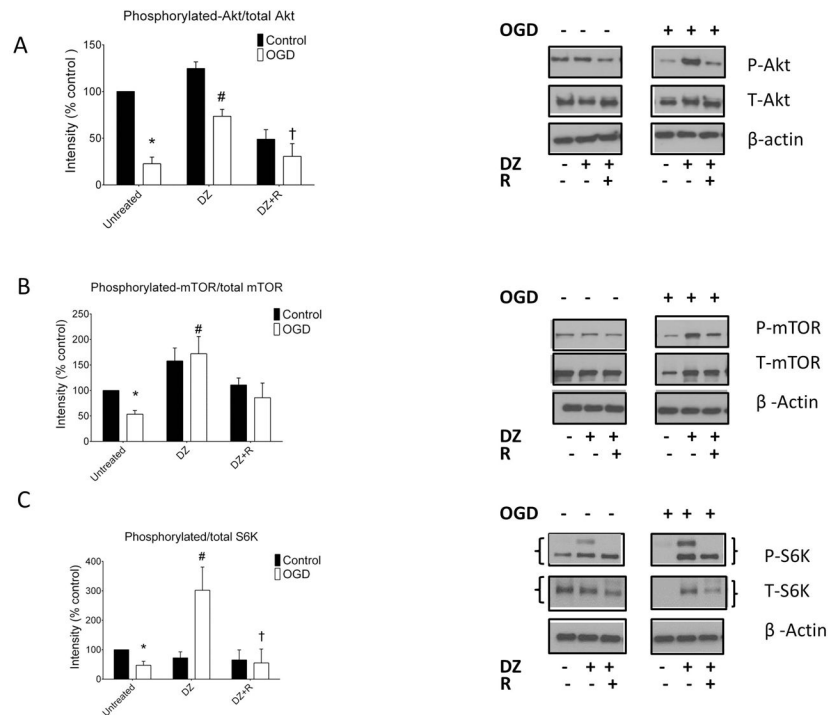 A
Phosphorylated-Akt/total Akt
Intensity (% control)
150
100
50
0
Control
OGD
*
#
†
Untreated
DZ
DZ+R
OGD - - - + + +
P-Akt
T-Akt
β-actin
DZ - + + - + +
R - - + - - +
B
Phosphorylated-mTOR/total mTOR
Intensity (% control)
250
200
150
100
50
0
Control
OGD
*
#
Untreated
DZ
DZ+R
OGD - - - + + +
P-mTOR
T-mTOR
β -Actin
DZ - + + - + +
R - - + - - +
C
Phosphorylated/total S6K
Intensity (% control)
400
300
200
100
0
Control
OGD
*
#
†
Untreated
DZ
DZ+R
OGD - - - + + +
P-S6K
T-S6K
β -Actin
DZ - + + - + +
R - - + - - +